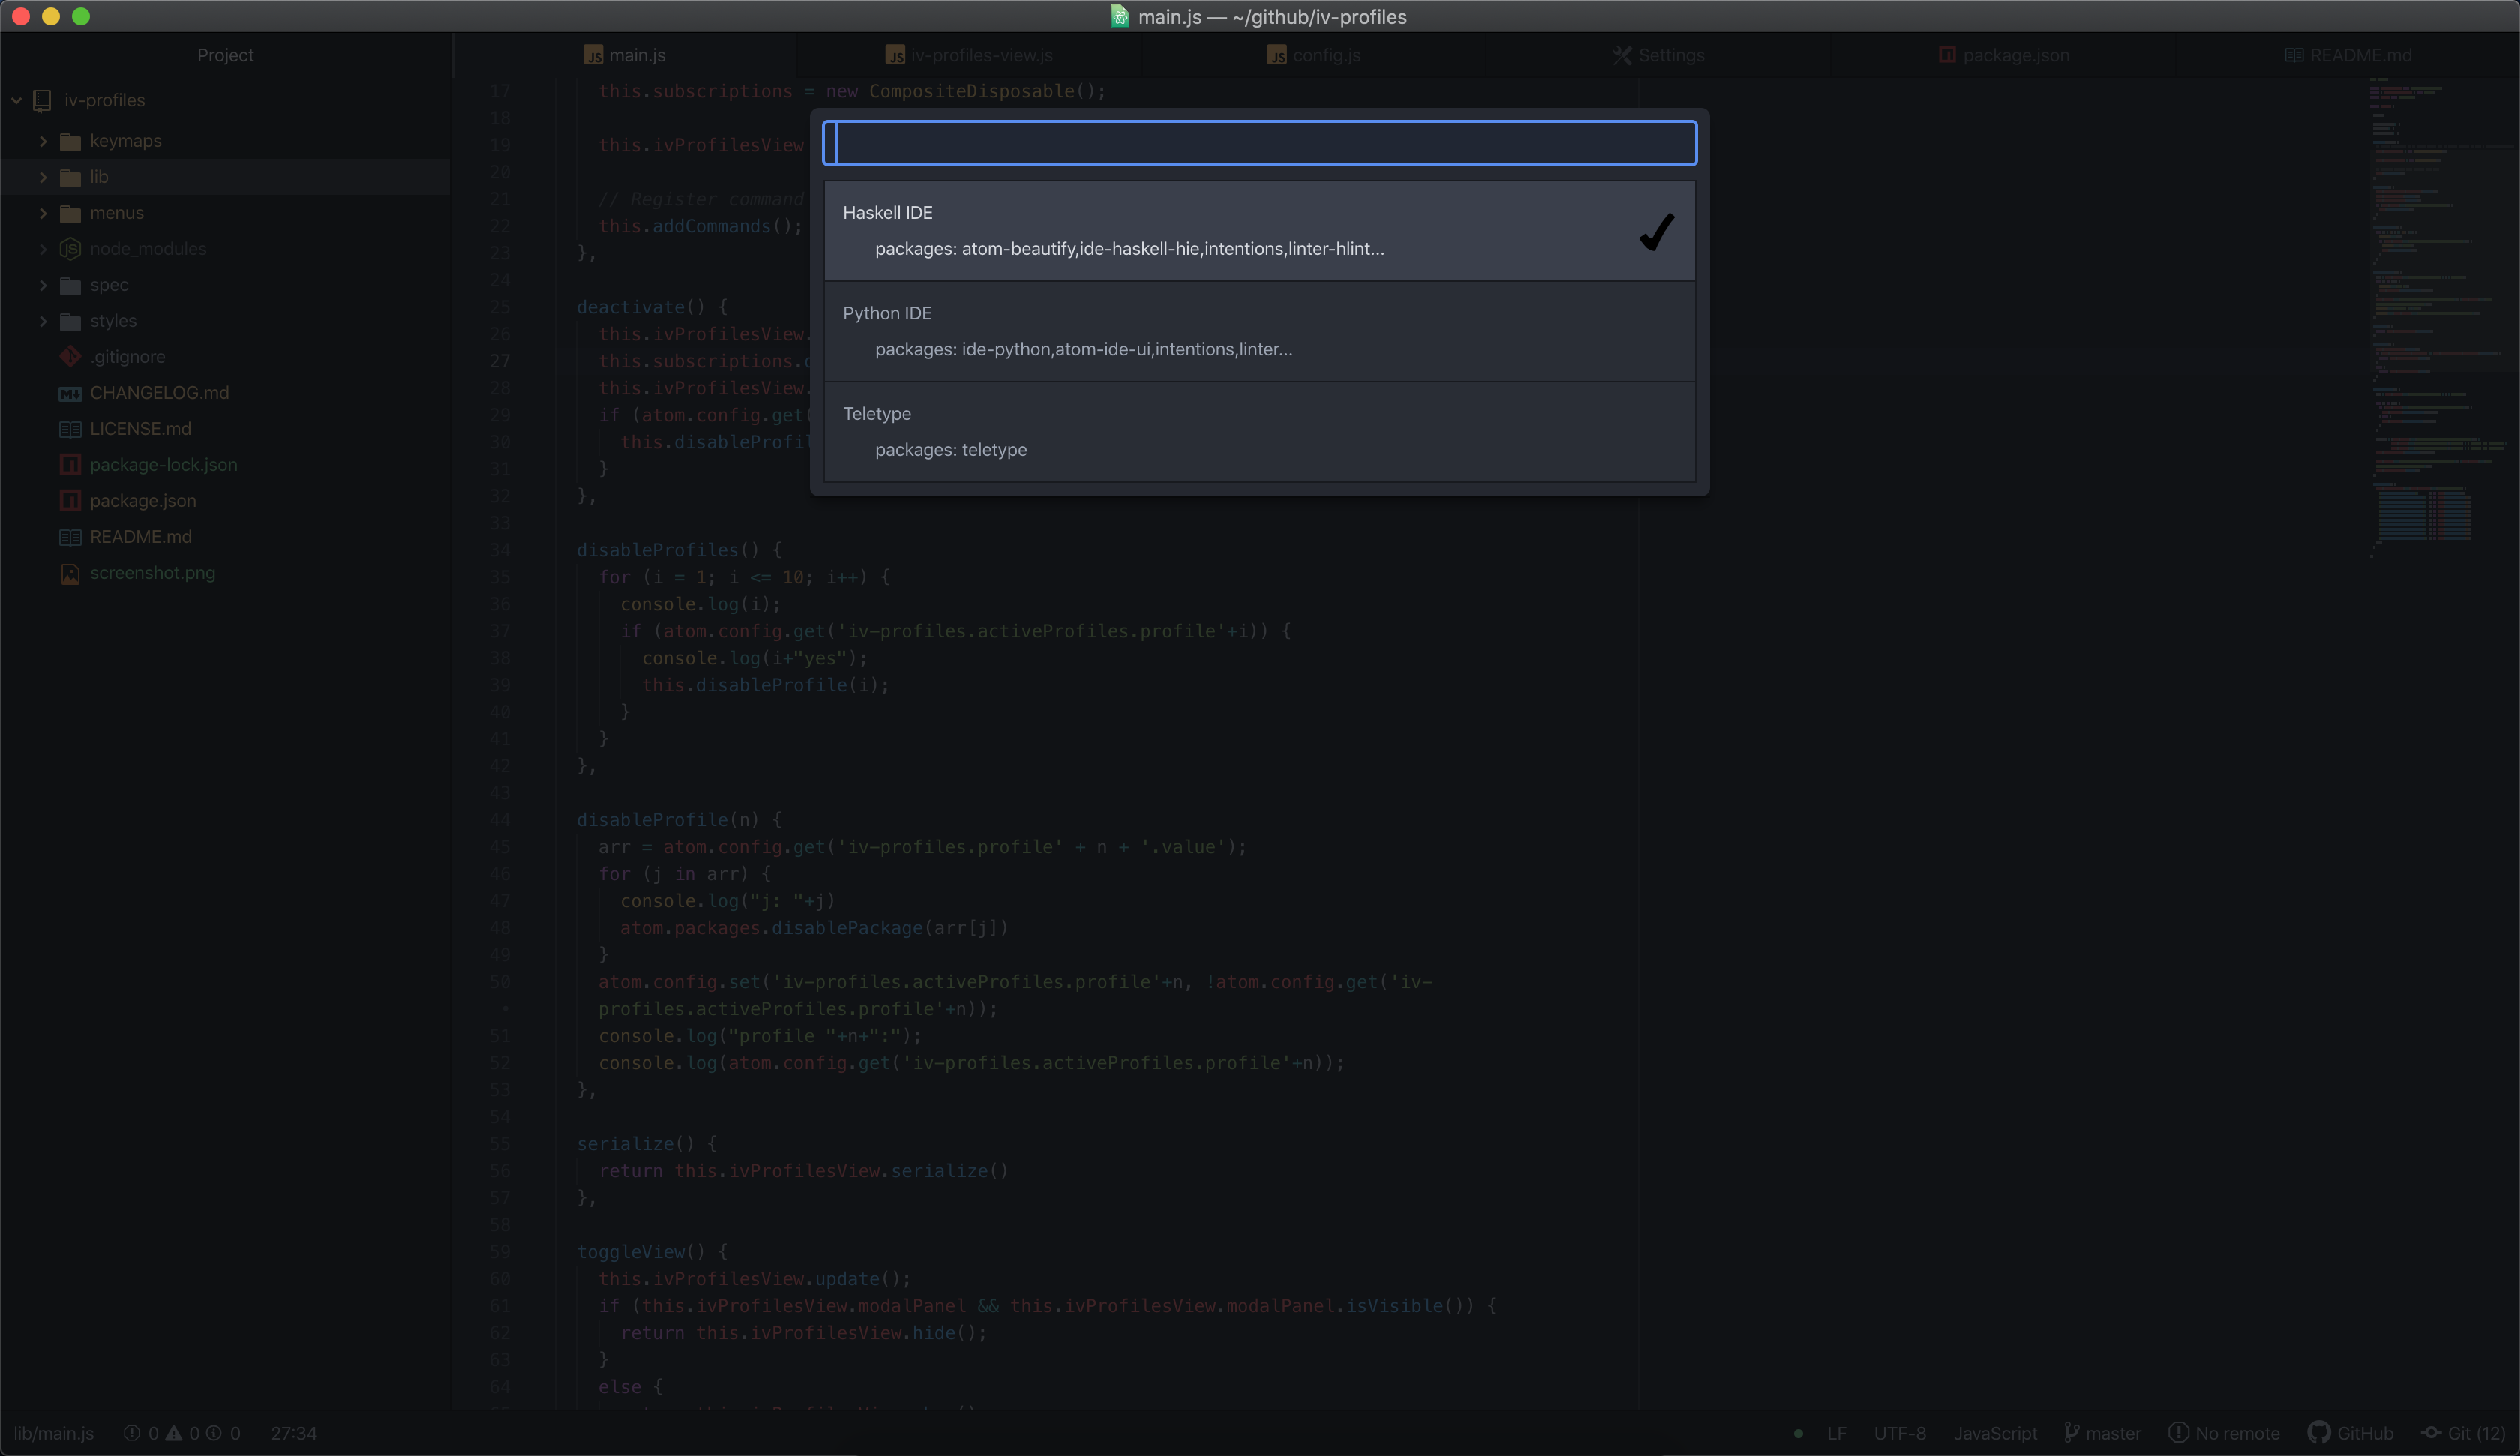 main.js — ~/github/iv-profiles
Project
main.js
iv-profiles-view.js
config.js
Settings
package.json
README.md
iv-profiles
keymaps
lib
menus
node_modules
spec
styles
.gitignore
CHANGELOG.md
LICENSE.md
package-lock.json
package.json
README.md
screenshot.png
17 this.subscriptions = new CompositeDisposable();
18
19 this.ivProfilesView
20
21 // Register command
22 this.addCommands();
23 },
24
25 deactivate() {
26 this.ivProfilesView.
27 this.subscriptions.
28 this.ivProfilesView.
29 if (atom.config.get(
30 this.disableProfil
31 }
32 },
33
34 disableProfiles() {
35 for (i = 1; i <= 10; i++) {
36 console.log(i);
37 if (atom.config.get('iv-profiles.activeProfiles.profile'+i)) {
38 console.log(i+"yes");
39 this.disableProfile(i);
40 }
41 }
42 },
43
44 disableProfile(n) {
45 arr = atom.config.get('iv-profiles.profile' + n + '.value');
46 for (j in arr) {
47 console.log("j: "+j)
48 atom.packages.disablePackage(arr[j])
49 }
50 atom.config.set('iv-profiles.activeProfiles.profile'+n, !atom.config.get('iv-
• profiles.activeProfiles.profile'+n));
51 console.log("profile "+n+":");
52 console.log(atom.config.get('iv-profiles.activeProfiles.profile'+n));
53 },
54
55 serialize() {
56 return this.ivProfilesView.serialize()
57 },
58
59 toggleView() {
60 this.ivProfilesView.update();
61 if (this.ivProfilesView.modalPanel && this.ivProfilesView.modalPanel.isVisible()) {
62 return this.ivProfilesView.hide();
63 }
64 else {
Haskell IDE
packages: atom-beautify,ide-haskell-hie,intentions,linter-hlint...
Python IDE
packages: ide-python,atom-ide-ui,intentions,linter...
Teletype
packages: teletype
lib/main.js 0 0 0 27:34
LF UTF-8 JavaScript master No remote GitHub Git (12)